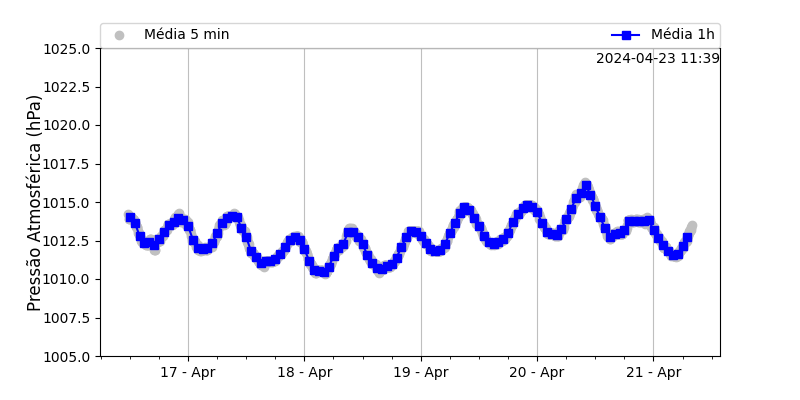 Média 5 min
Média 1h
2024-04-23 11:39
Pressão Atmosférica (hPa)
1025.0
1022.5
1020.0
1017.5
1015.0
1012.5
1010.0
1007.5
1005.0
17 - Apr
18 - Apr
19 - Apr
20 - Apr
21 - Apr